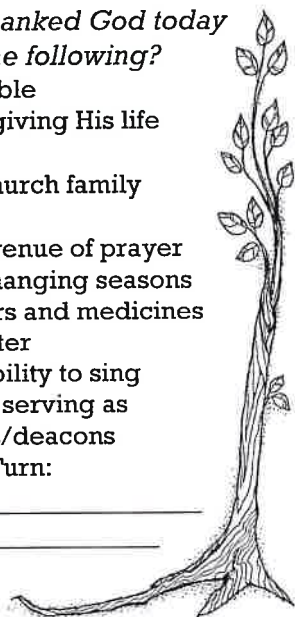 anked God today
e following?
ble
giving His life
hurch family
venue of prayer
hanging seasons
rs and medicines
ter
bility to sing
serving as
/deacons
Turn: